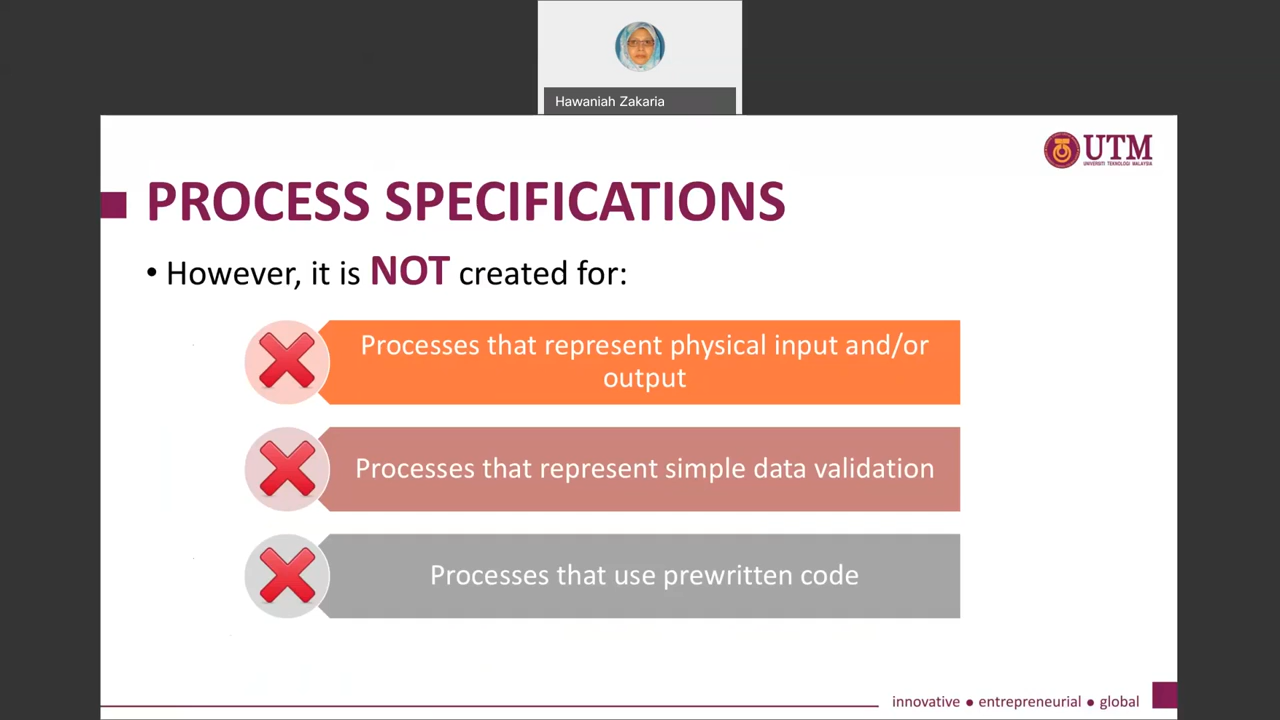 Hawaniah Zakaria
UTM
UNIVERSITI TEKNOLOGI MALAYSIA
PROCESS SPECIFICATIONS
• However, it is NOT created for:
Processes that represent physical input and/or
output
Processes that represent simple data validation
Processes that use prewritten code
innovative ● entrepreneurial ● global